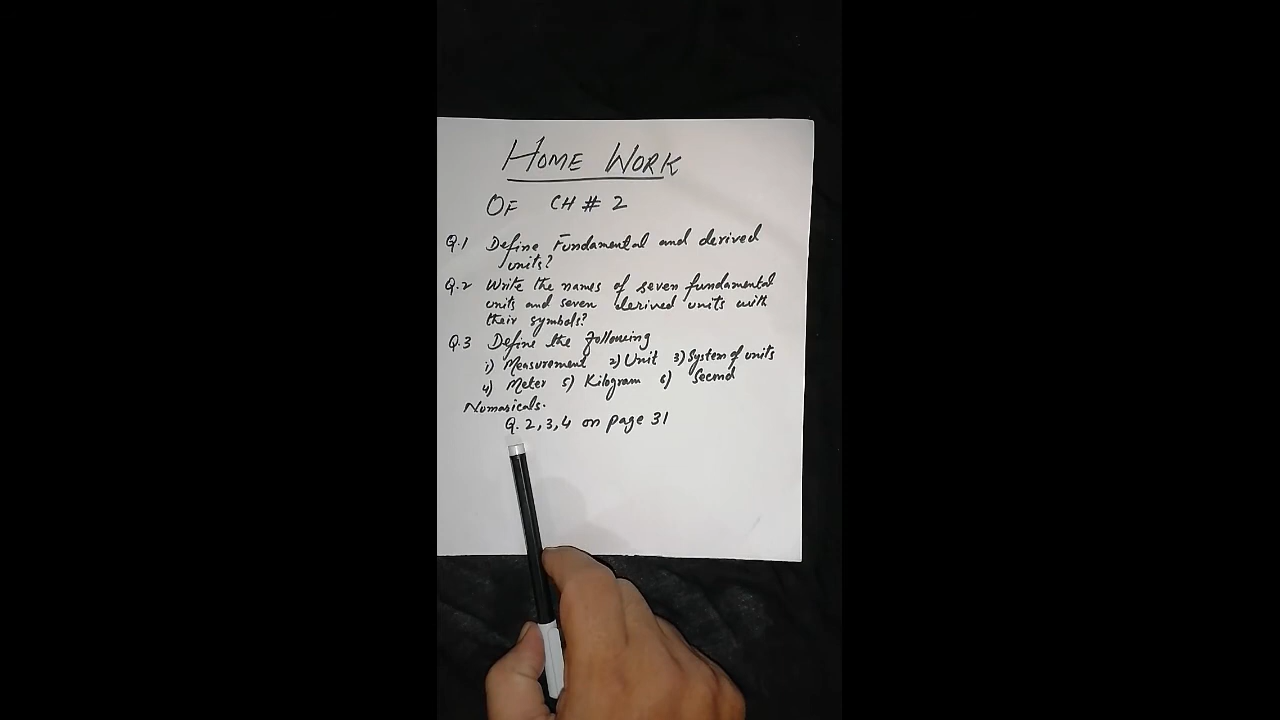 HOME WORK
OF CH # 2
Q.1 Define Fundamental and derived
units?
Q.2 Write the names of seven fundamental
units and seven derived units with
their symbols?
Q.3 Define the following
1) Measurement 2) Unit 3) System of units
4) Meter 5) Kilogram 6) Second
Numaricals.
Q. 2, 3, 4 on page 31